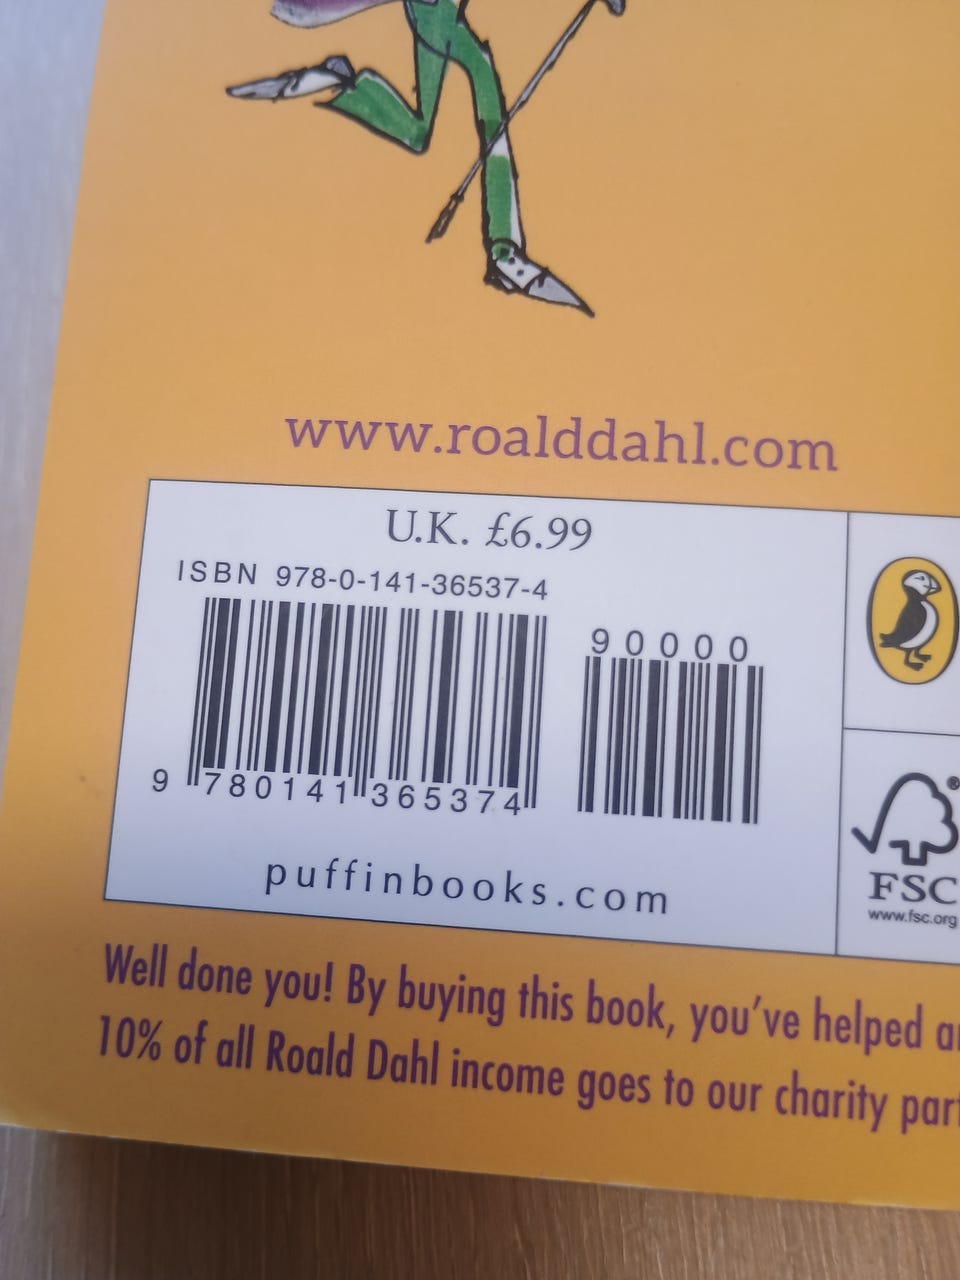 www.roalddahl.com
U.K. £6.99
ISBN 978-0-141-36537-4
90000
9 780141 365374
puffinbooks.com
®
FSC
www.fsc.org
Well done you! By buying this book, you've helped
10% of all Roald Dahl income goes to our charity